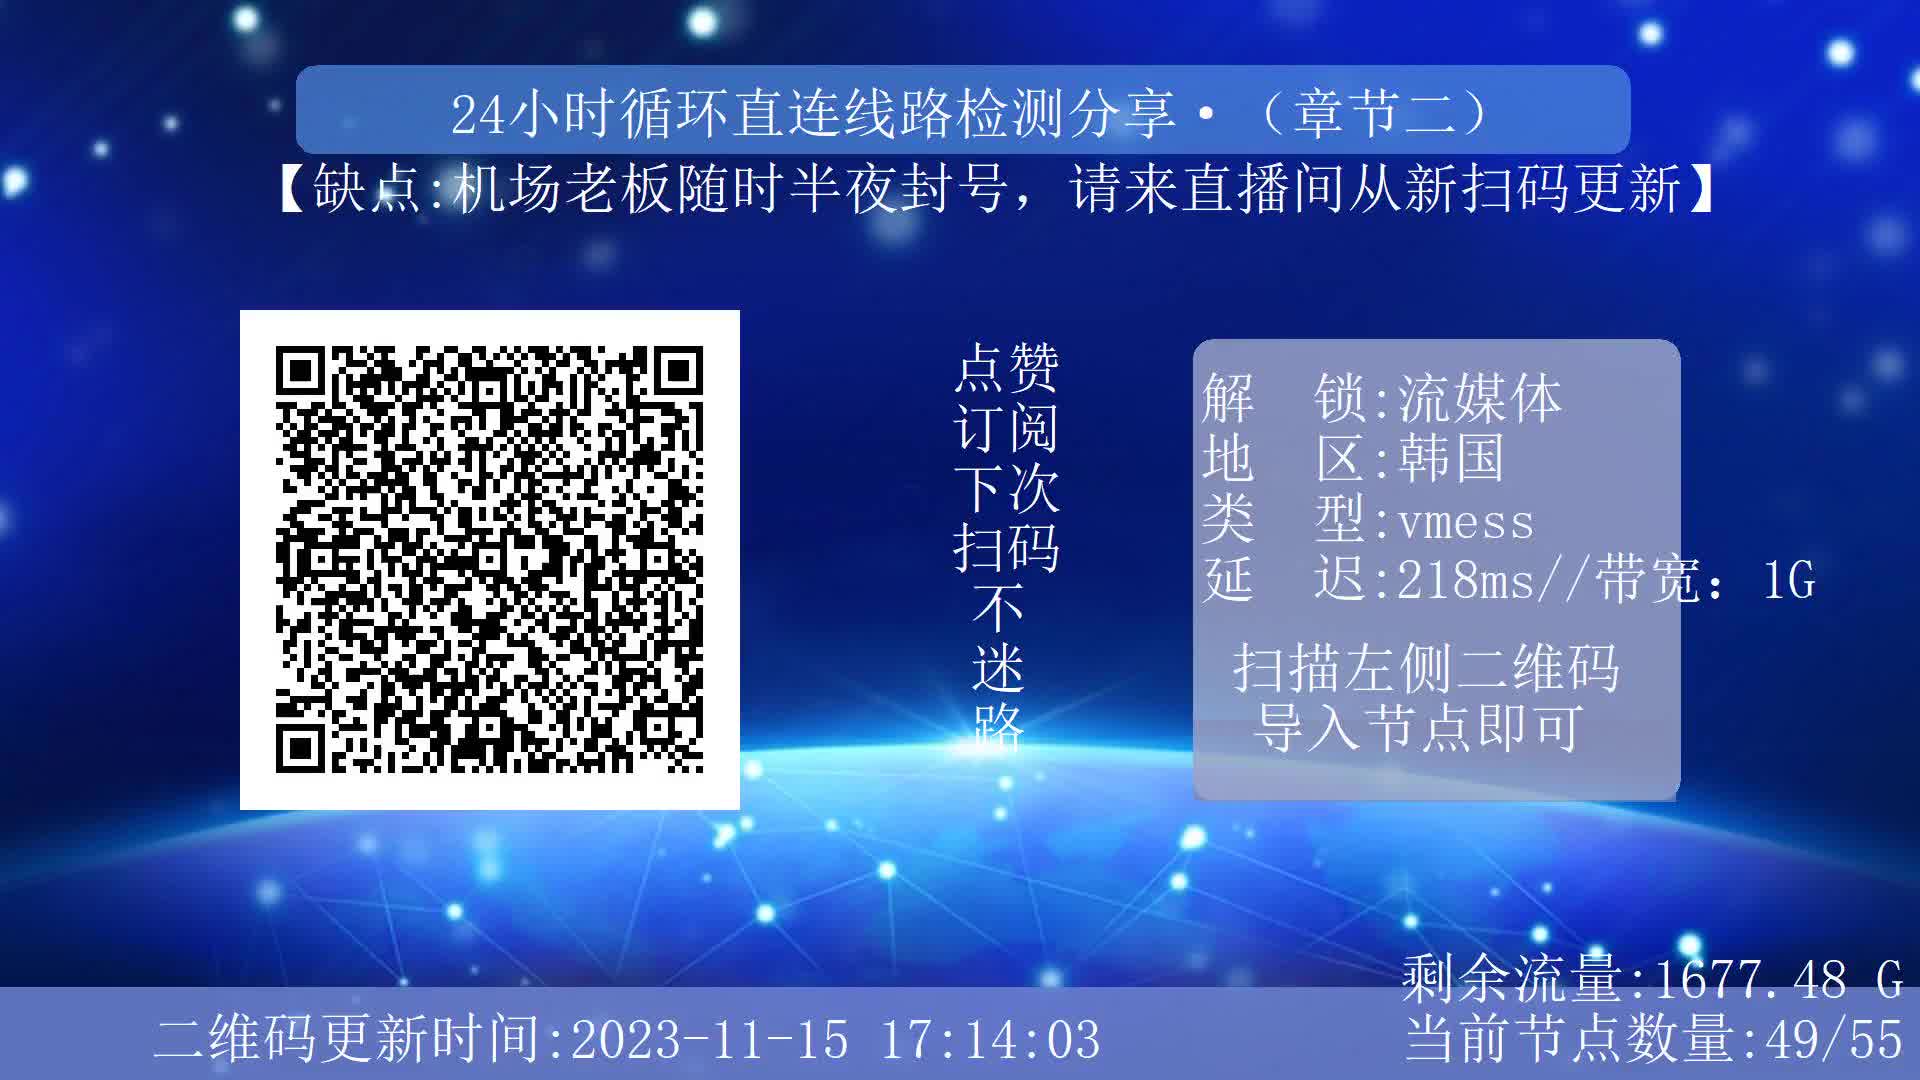 24小时循环直连线路检测分享·（章节二）
【缺点:机场老板随时半夜封号，请来直播间从新扫码更新】
点赞
订阅
下次
扫码
不
迷
路
解 锁:流媒体
地 区:韩国
类 型:vmess
延 迟:218ms//带宽：1G
扫描左侧二维码
导入节点即可
剩余流量:1677.48 G
二维码更新时间:2023-11-15 17:14:03
当前节点数量:49/55